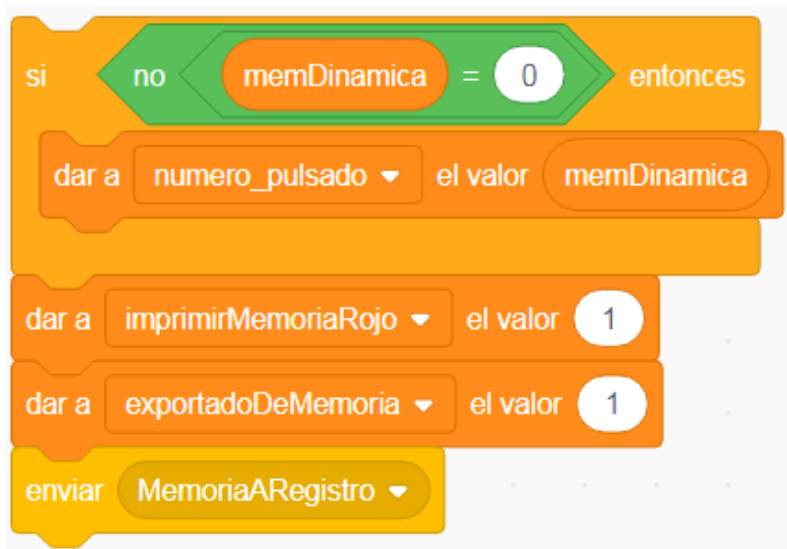 si no memDinamica = 0 entonces
dar a numero_pulsado el valor memDinamica
dar a imprimirMemoriaRojo el valor 1
dar a exportadoDeMemoria el valor 1
enviar MemoriaARegistro